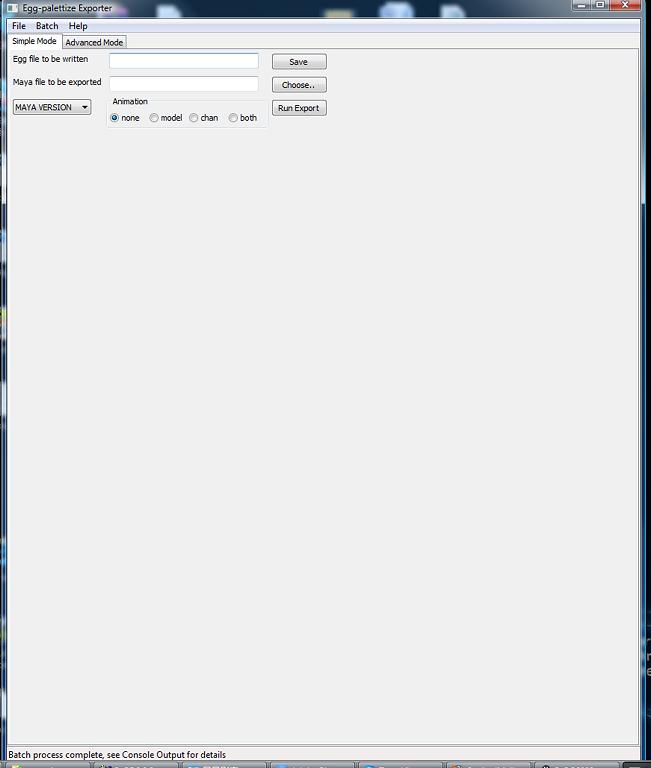 Egg-palettize Exporter
File Batch Help
Simple Mode Advanced Mode
Egg file to be written Save
Maya file to be exported Choose..
MAYA VERSION Animation Run Export
none model chan both
Batch process complete, see Console Output for details